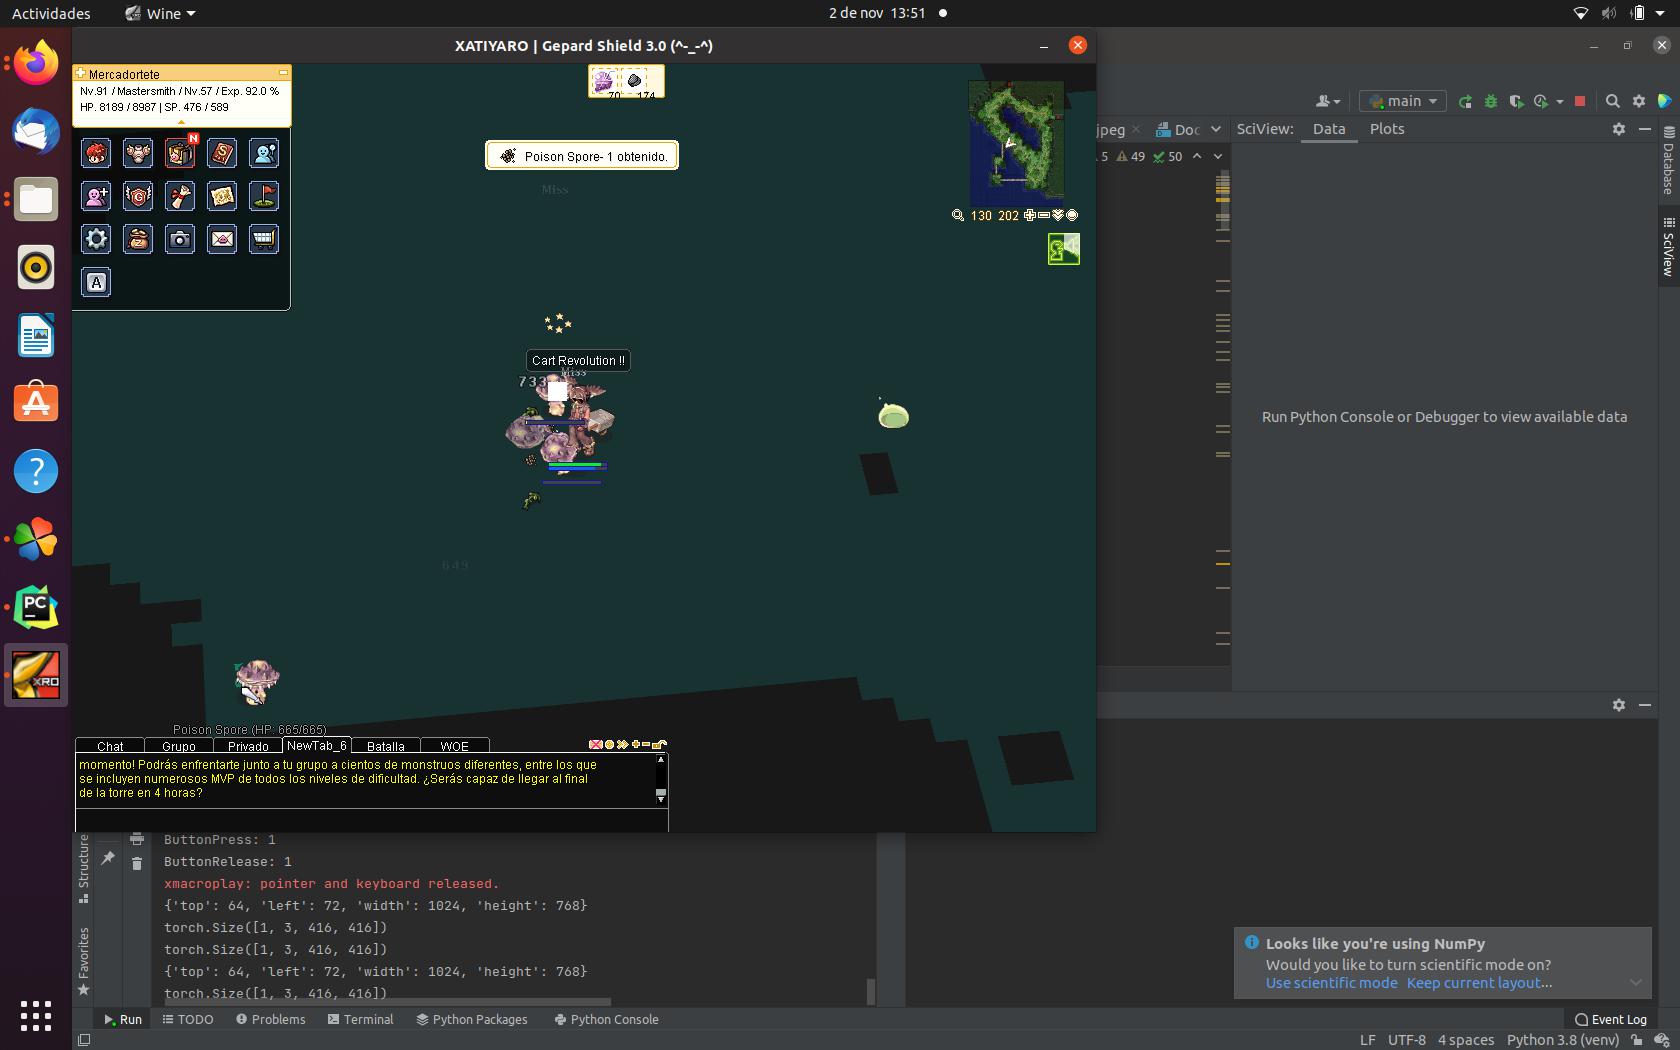 Actividades
Wine
2 de nov 13:51
XATIYARO | Gepard Shield 3.0 (^-_-^)
Mercadortete
Nv.91 / Mastersmith / Nv.57 / Exp. 92.0 %
HP. 8189 / 8987 | SP. 476 / 589
N
A
70 174
Poison Spore- 1 obtenido.
Miss
130 202
Cart Revolution !!
Miss
733
649
XRO
PC
Poison Spore (HP: 665/665)
Chat
Grupo
Privado
NewTab_6
Batalla
WOE
momento! Podrás enfrentarte junto a tu grupo a cientos de monstruos diferentes, entre los que
se incluyen numerosos MVP de todos los niveles de dificultad. ¿Serás capaz de llegar al final
de la torre en 4 horas?
main
jpeg
Doc
SciView:
Data
Plots
5 49 50
Database
SciView
Run Python Console or Debugger to view available data
Structure
Favorites
ButtonPress: 1
ButtonRelease: 1
xmacroplay: pointer and keyboard released.
{'top': 64, 'left': 72, 'width': 1024, 'height': 768}
torch.Size([1, 3, 416, 416])
torch.Size([1, 3, 416, 416])
{'top': 64, 'left': 72, 'width': 1024, 'height': 768}
torch.Size([1, 3, 416, 416])
Looks like you're using NumPy
Would you like to turn scientific mode on?
Use scientific mode Keep current layout...
Run
TODO
Problems
Terminal
Python Packages
Python Console
Event Log
LF UTF-8 4 spaces Python 3.8 (venv)